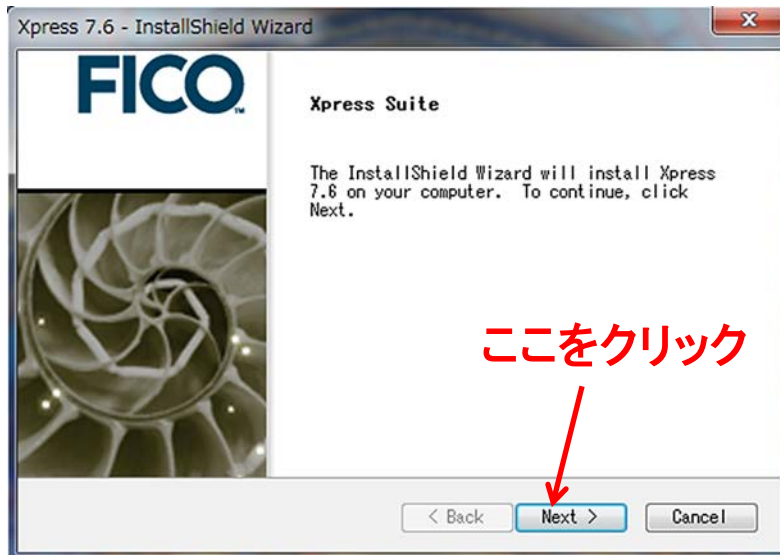 Xpress 7.6 - InstallShield Wizard
FICO™
Xpress Suite
The InstallShield Wizard will install Xpress
7.6 on your computer. To continue, click
Next.
ここをクリック
< Back Next > Cancel